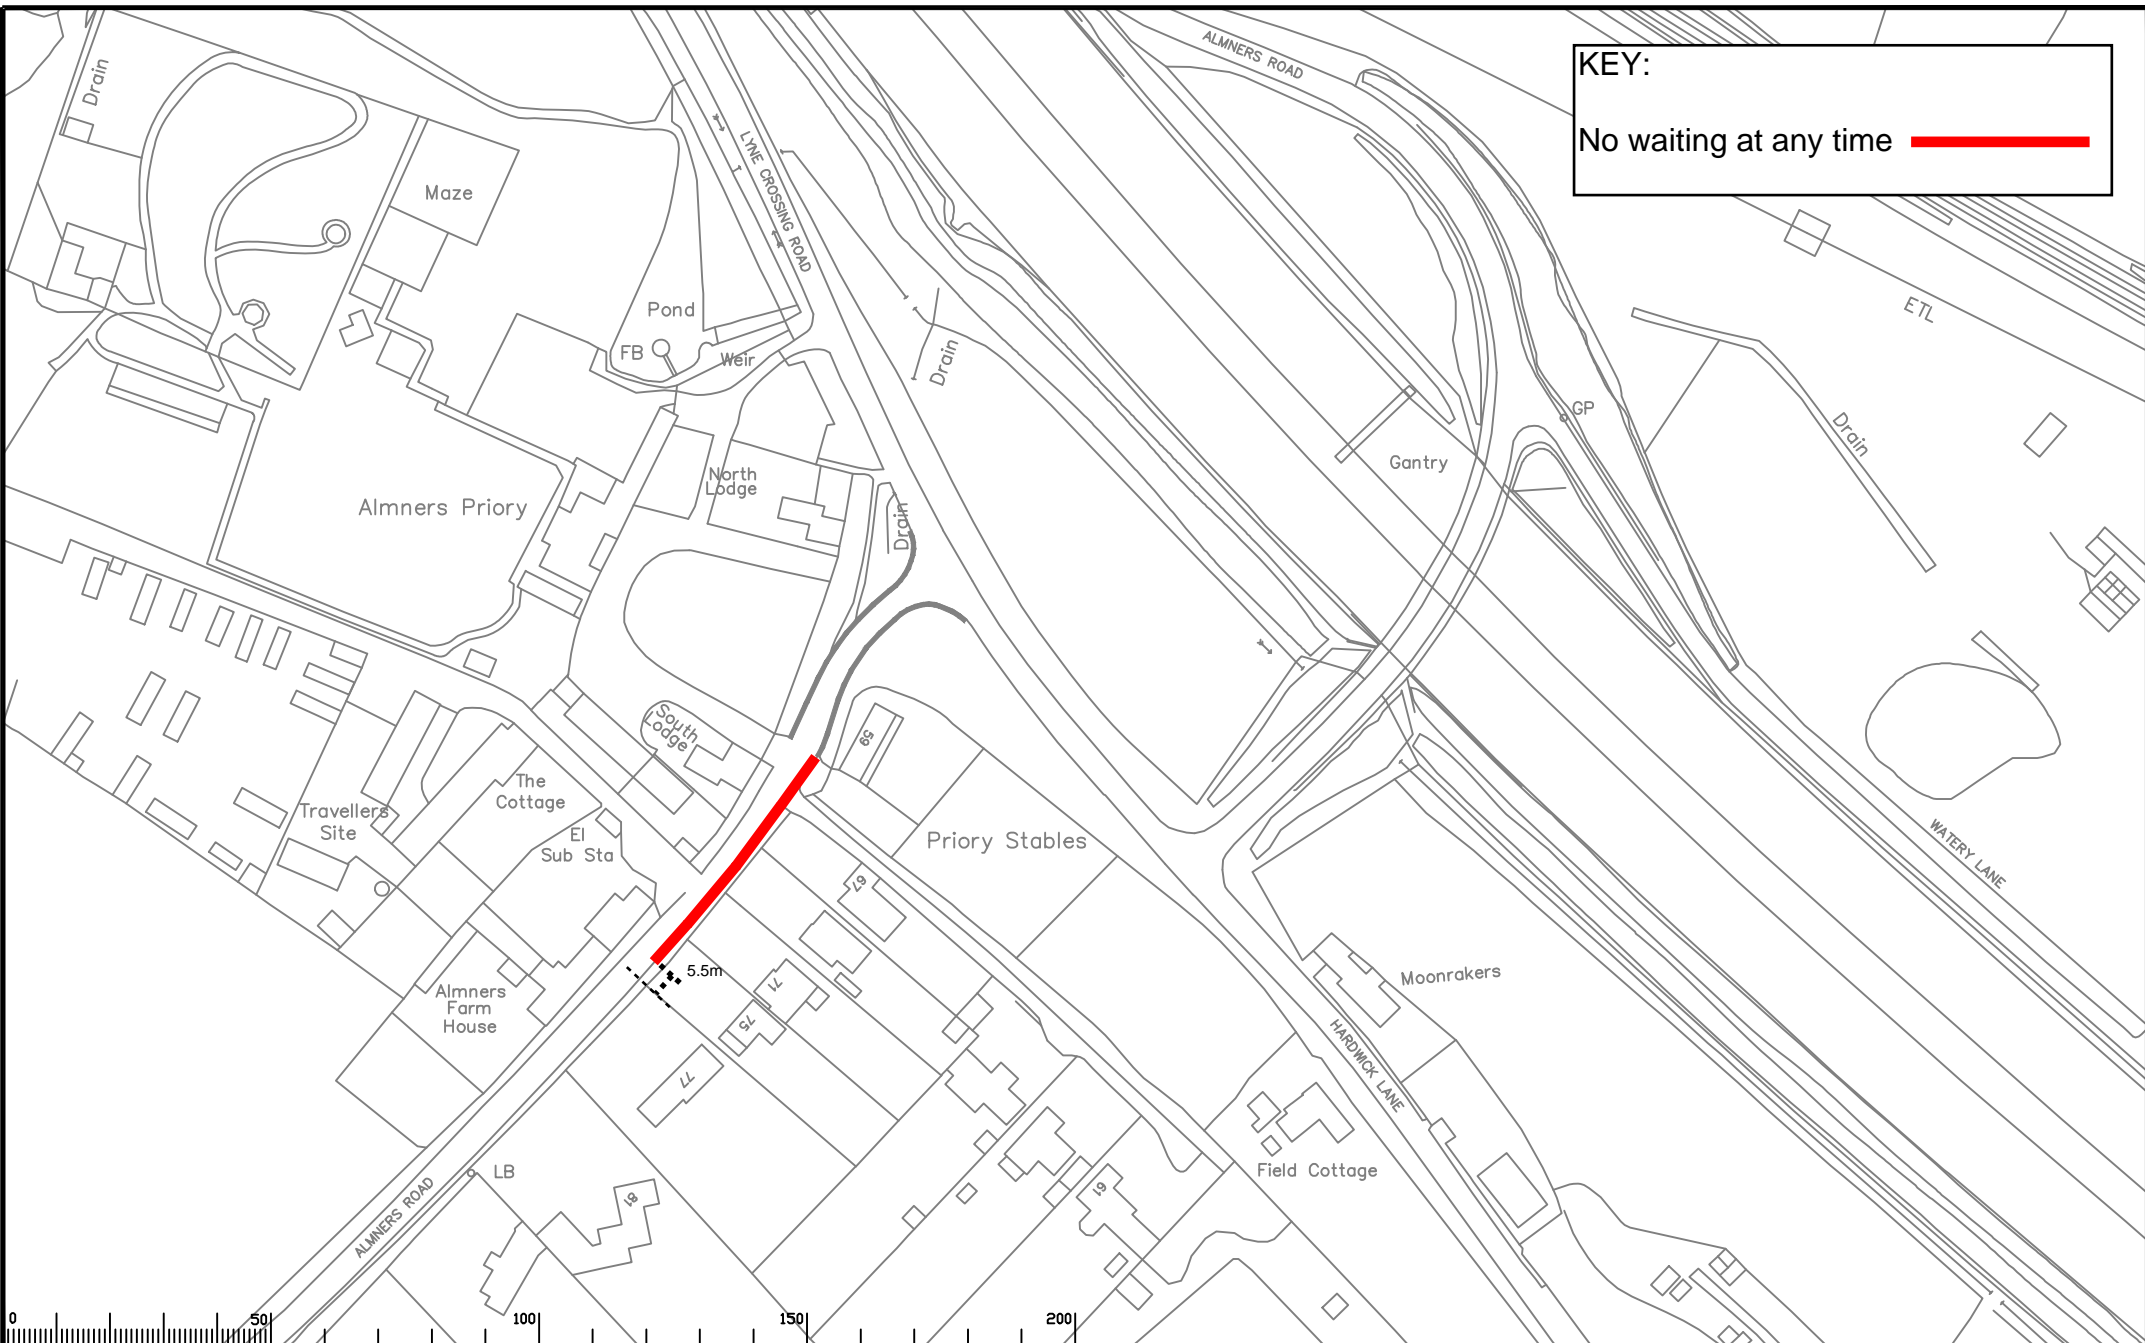 KEY:
No waiting at any time
ALMNERS ROAD
Drain
LYNE CROSSING ROAD
Maze
Pond
FB
Weir
Drain
ETL
GP
Drain
Gantry
North
Lodge
Almners Priory
Drain
South
Lodge
59
The
Cottage
Travellers
Site
El
Sub Sta
Priory Stables
WATERY LANE
67
5.5m
71
75
77
Almners
Farm
House
Moonrakers
HARDWICK LANE
LB
81
61
Field Cottage
ALMNERS ROAD
0 50 100 150 200